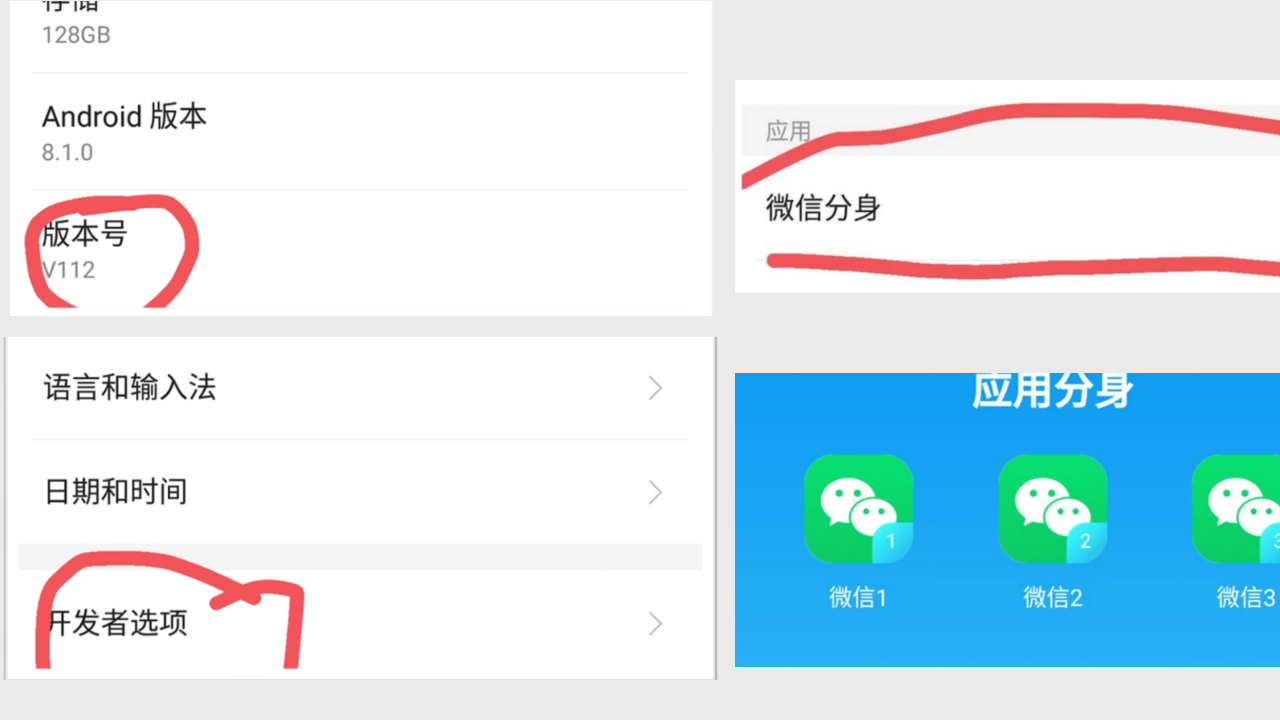 存储
128GB
Android 版本
8.1.0
版本号
V112
语言和输入法
日期和时间
开发者选项
应用
微信分身
应用分身
1
2
3
微信1
微信2
微信3